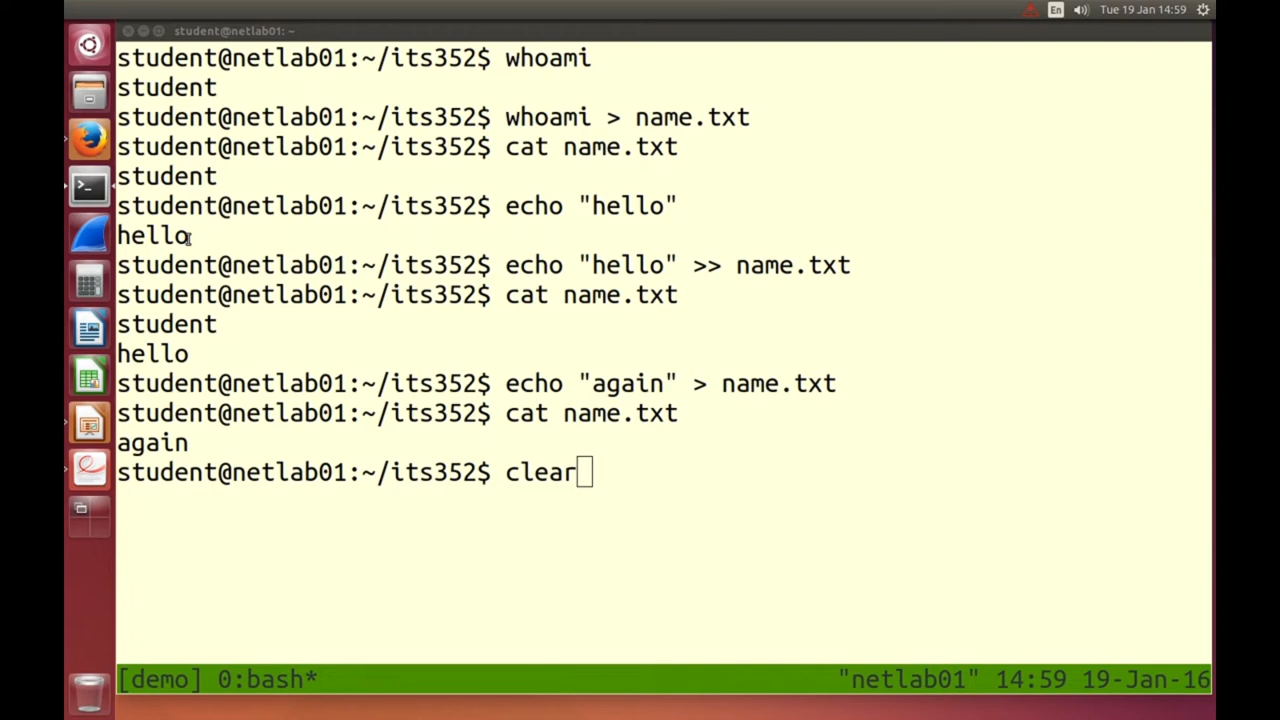 En Tue 19 Jan 14:59
student@netlab01: ~
student@netlab01:~/its352$ whoami
student
student@netlab01:~/its352$ whoami > name.txt
student@netlab01:~/its352$ cat name.txt
student
student@netlab01:~/its352$ echo "hello"
hello
student@netlab01:~/its352$ echo "hello" >> name.txt
student@netlab01:~/its352$ cat name.txt
student
hello
student@netlab01:~/its352$ echo "again" > name.txt
student@netlab01:~/its352$ cat name.txt
again
student@netlab01:~/its352$ clear
[demo] 0:bash* "netlab01" 14:59 19-Jan-16